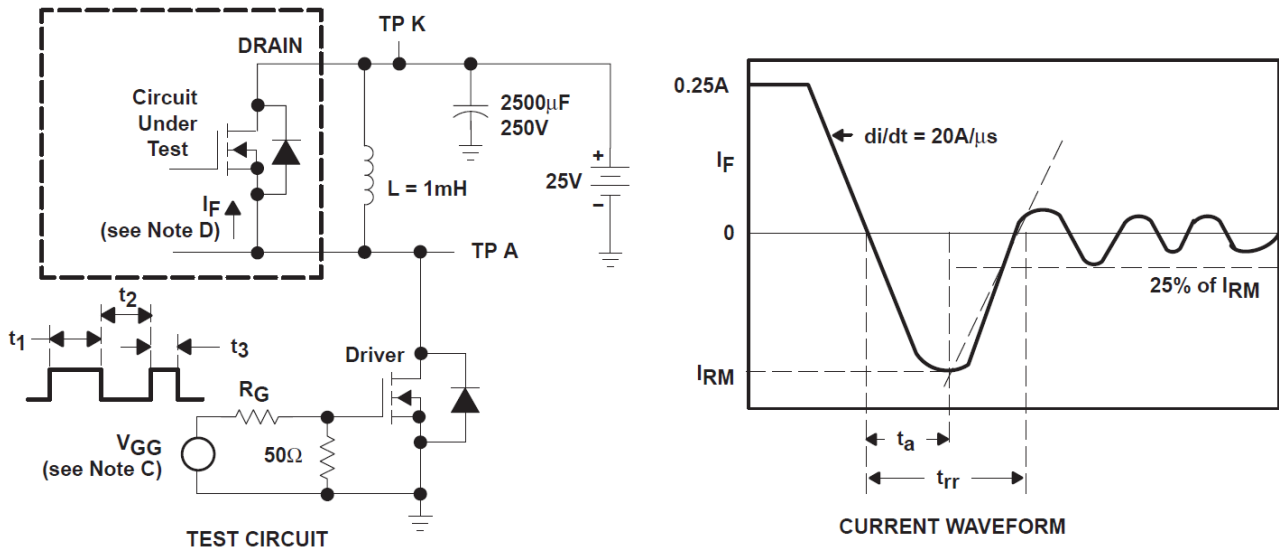 TP K
DRAIN
Circuit
Under
Test
2500μF
250V
+
25V
–
L = 1mH
IF
(see Note D)
TP A
t2
t1
t3
Driver
RG
VGG
(see Note C)
50Ω
TEST CIRCUIT
0.25A
di/dt = 20A/μs
IF
0
25% of IRM
IRM
ta
trr
CURRENT WAVEFORM